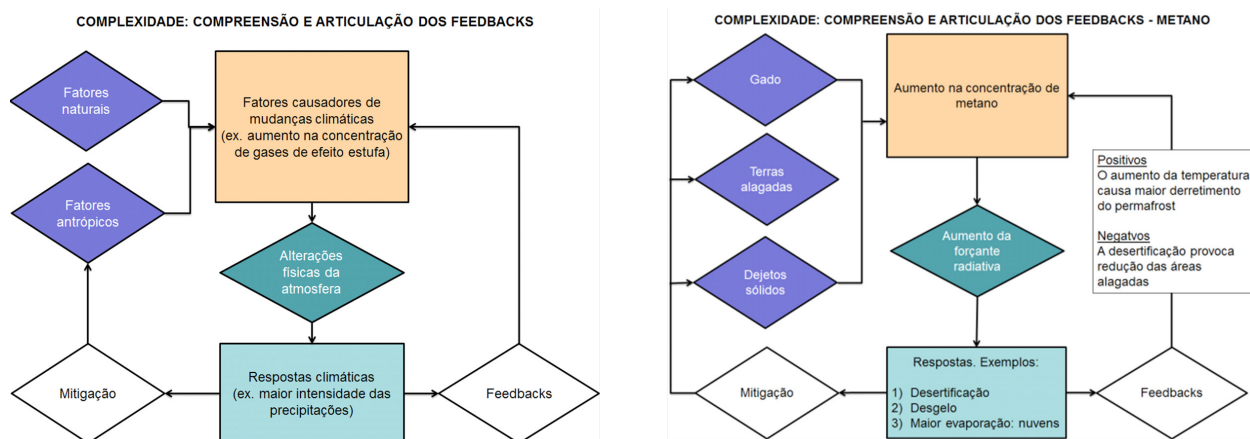 COMPLEXIDADE: COMPREENSÃO E ARTICULAÇÃO DOS FEEDBACKS
Fatores
naturais
Fatores causadores de
mudanças climáticas
(ex. aumento na concentração
de gases de efeito estufa)
Fatores
antrópicos
Alterações
físicas da
atmosfera
Mitigação
Respostas climáticas
(ex. maior intensidade das
precipitações)
Feedbacks
COMPLEXIDADE: COMPREENSÃO E ARTICULAÇÃO DOS FEEDBACKS - METANO
Gado
Aumento na concentração de
metano
Terras
alagadas
Positivos
O aumento da temperatura
causa maior derretimento
do permafrost
Negatvos
A desertificação provoca
redução das áreas
alagadas
Aumento da
forçante
radiativa
Dejetos
sólidos
Mitigação
Respostas. Exemplos:
1) Desertificação
2) Desgelo
3) Maior evaporação: nuvens
Feedbacks